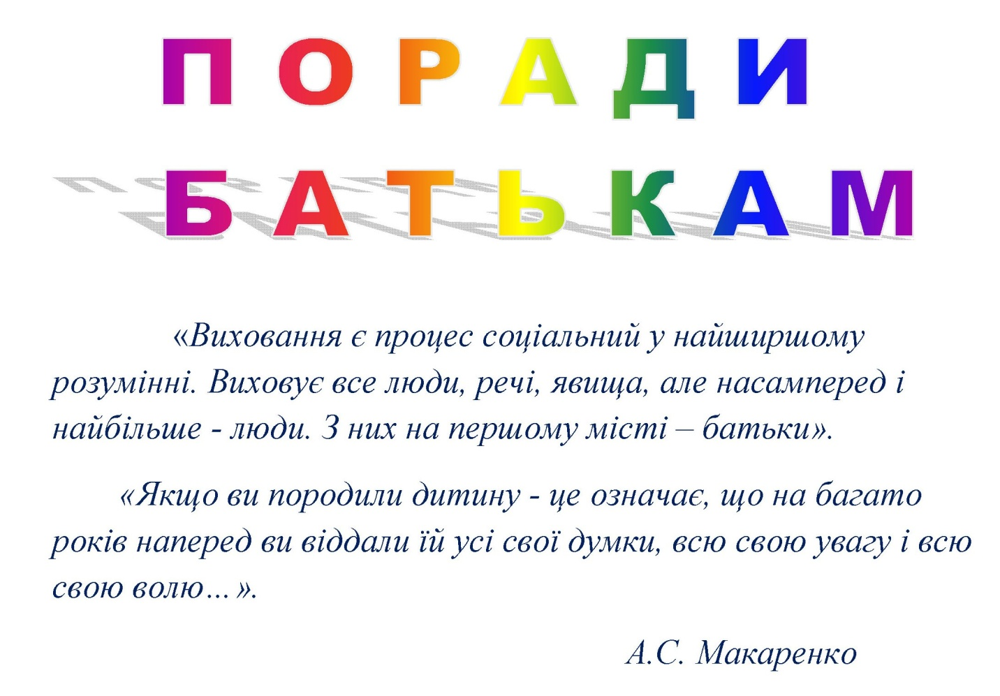 ПОРАДИ
БАТЬКАМ
«Виховання є процес соціальний у найширшому
розумінні. Виховує все люди, речі, явища, але насамперед і
найбільше - люди. З них на першому місті – батьки».
«Якщо ви породили дитину - це означає, що на багато
років наперед ви віддали їй усі свої думки, всю свою увагу і всю
свою волю…».
А.С. Макаренко